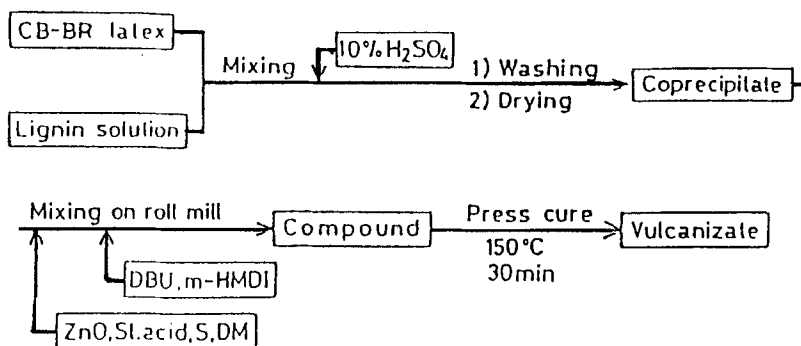 CB-BR latex
10% H₂SO₄
Mixing
1) Washing
2) Drying
Coprecipilate
Lignin solution
Mixing on roll mill
Compound
Press cure
150°C
30min
Vulcanizate
DBU, m-HMDI
ZnO, St.acid, S, DM